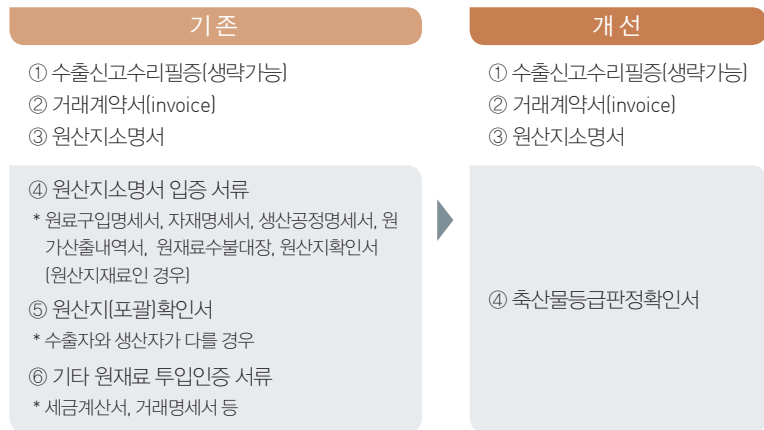 기존
① 수출신고수리필증(생략가능)
② 거래계약서(invoice)
③ 원산지소명서
④ 원산지소명서 입증 서류
* 원료구입명세서, 자재명세서, 생산공정명세서, 원
가산출내역서, 원재료수불대장, 원산지확인서
(원산지재료인 경우)
⑤ 원산지(포괄)확인서
* 수출자와 생산자가 다를 경우
⑥ 기타 원재료 투입인증 서류
* 세금계산서, 거래명세서 등
개선
① 수출신고수리필증(생략가능)
② 거래계약서(invoice)
③ 원산지소명서
④ 축산물등급판정확인서